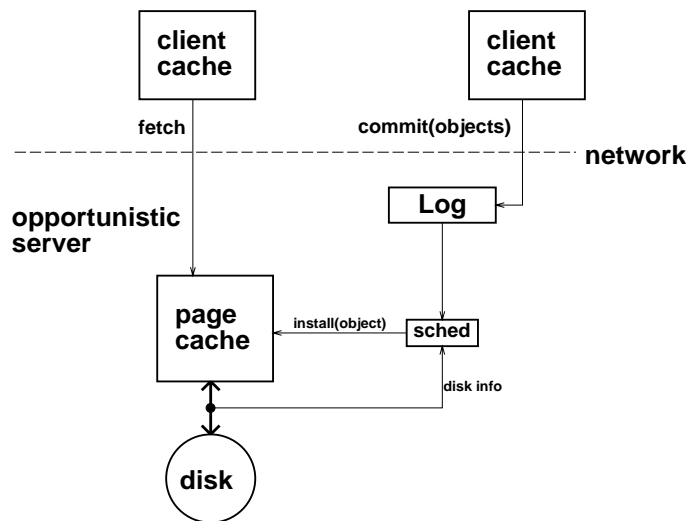 client
cache
client
cache
fetch
commit(objects)
network
Log
opportunistic
server
page
cache
install(object)
sched
disk info
disk